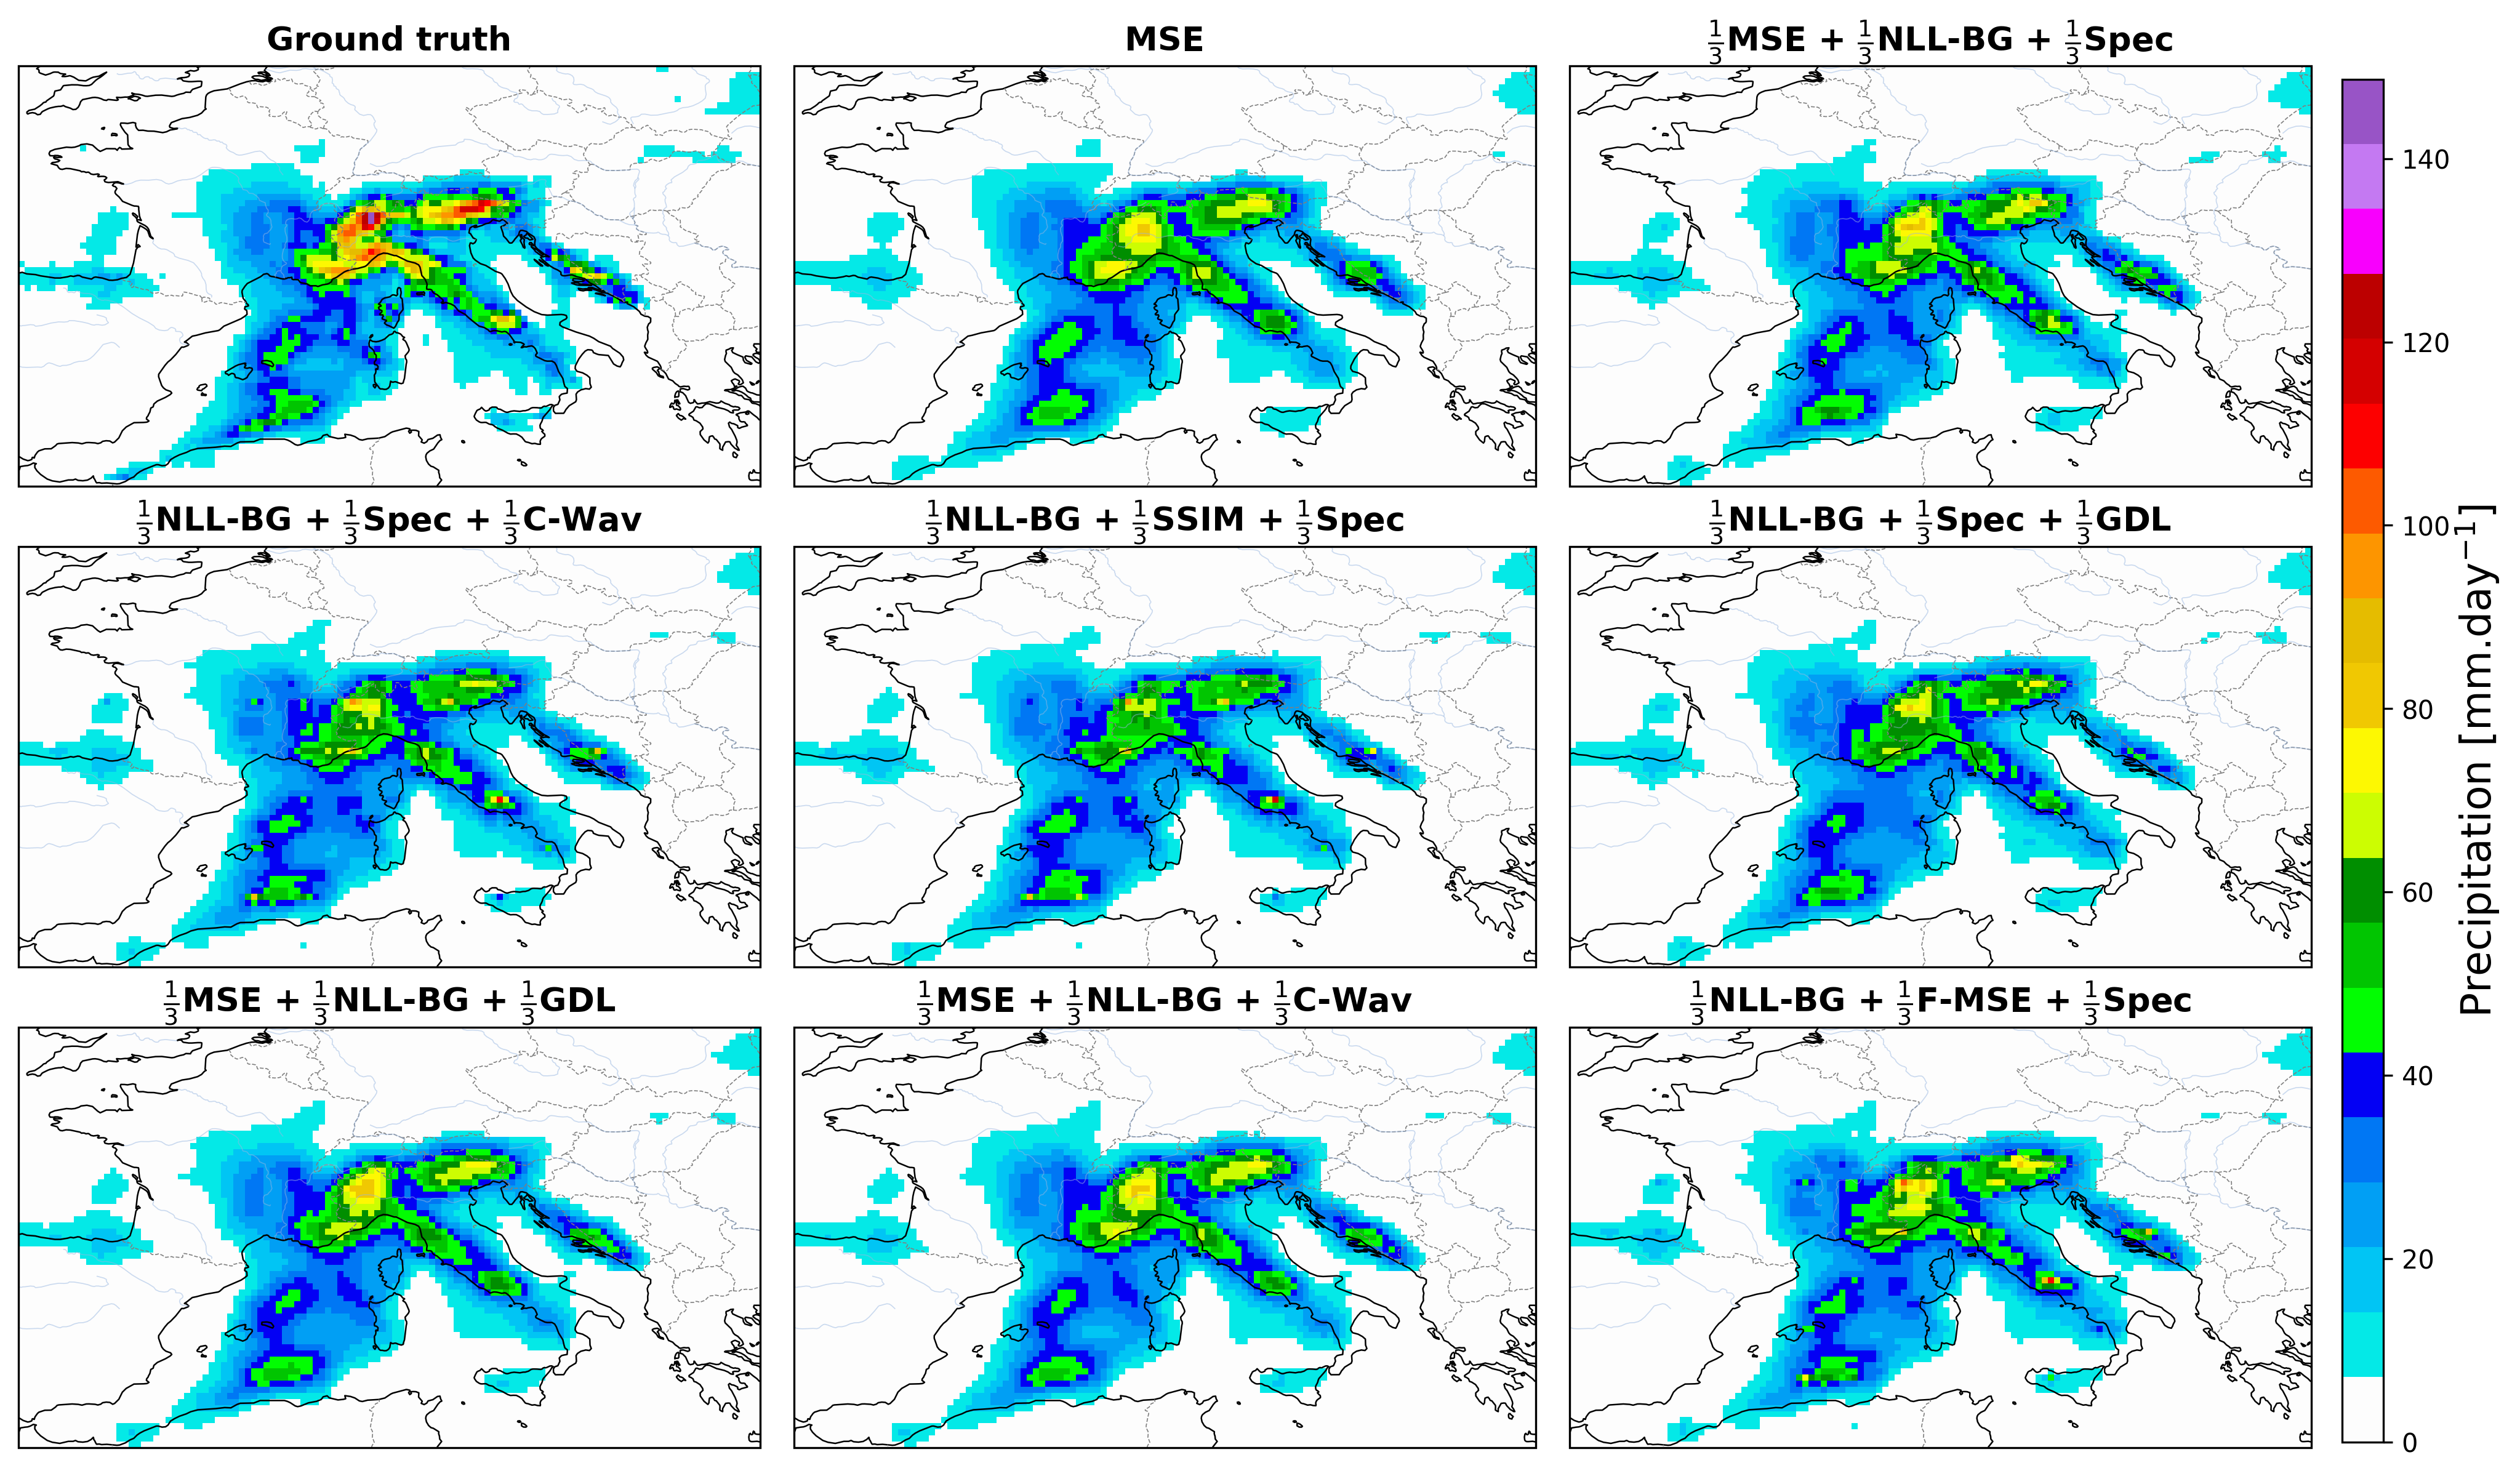 Ground truth
MSE
1/3MSE + 1/3NLL-BG + 1/3Spec
1/3NLL-BG + 1/3Spec + 1/3C-Wav
1/3NLL-BG + 1/3SSIM + 1/3Spec
1/3NLL-BG + 1/3Spec + 1/3GDL
1/3MSE + 1/3NLL-BG + 1/3GDL
1/3MSE + 1/3NLL-BG + 1/3C-Wav
1/3NLL-BG + 1/3F-MSE + 1/3Spec
140
120
100
80
60
40
20
0
Precipitation [mm.day⁻¹]